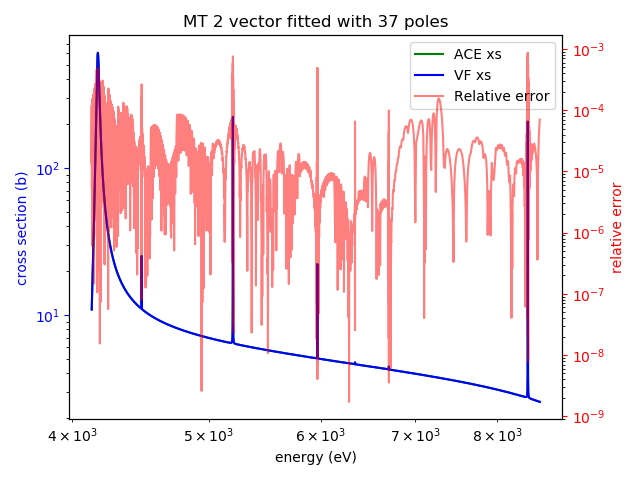 MT 2 vector fitted with 37 poles
ACE xs
VF xs
Relative error
cross section (b)
10²
10¹
relative error
10⁻³
10⁻⁴
10⁻⁵
10⁻⁶
10⁻⁷
10⁻⁸
10⁻⁹
4 × 10³
5 × 10³
6 × 10³
7 × 10³
8 × 10³
energy (eV)